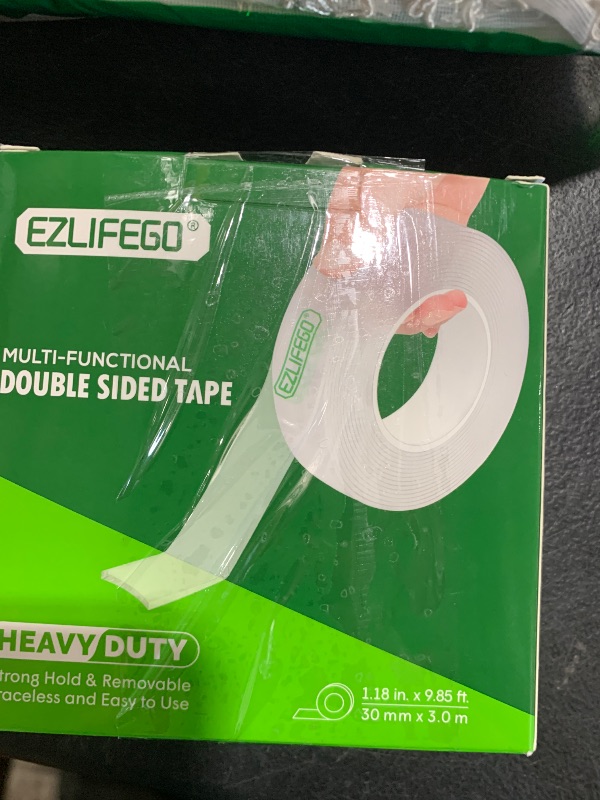 EZLIFEGO®
EZLIFEGO®
MULTI-FUNCTIONAL
DOUBLE SIDED TAPE
HEAVY DUTY
trong Hold & Removable
raceless and Easy to Use
1.18 in. x 9.85 ft.
30 mm x 3.0 m